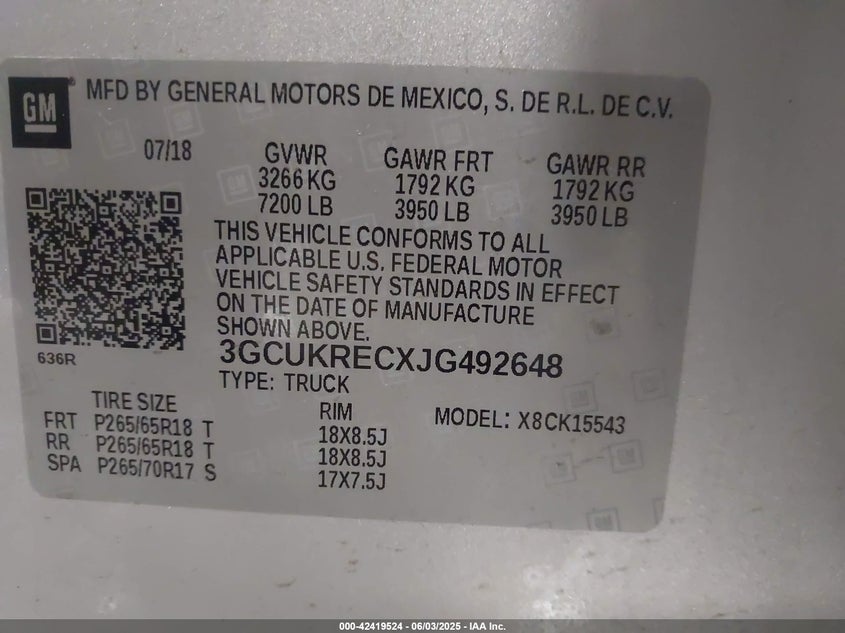 GM
MFD BY GENERAL MOTORS DE MEXICO, S. DE R.L. DE C.V.
07/18 GVWR GAWR FRT GAWR RR
3266 KG 1792 KG 1792 KG
7200 LB 3950 LB 3950 LB
THIS VEHICLE CONFORMS TO ALL
APPLICABLE U.S. FEDERAL MOTOR
VEHICLE SAFETY STANDARDS IN EFFECT
ON THE DATE OF MANUFACTURE
SHOWN ABOVE.
636R
3GCUKRECXJG492648
TYPE: TRUCK
TIRE SIZE RIM MODEL: X8CK15543
FRT P265/65R18 T 18X8.5J
RR P265/65R18 T 18X8.5J
SPA P265/70R17 S 17X7.5J
000-42419524 - 06/03/2025 - IAA Inc.